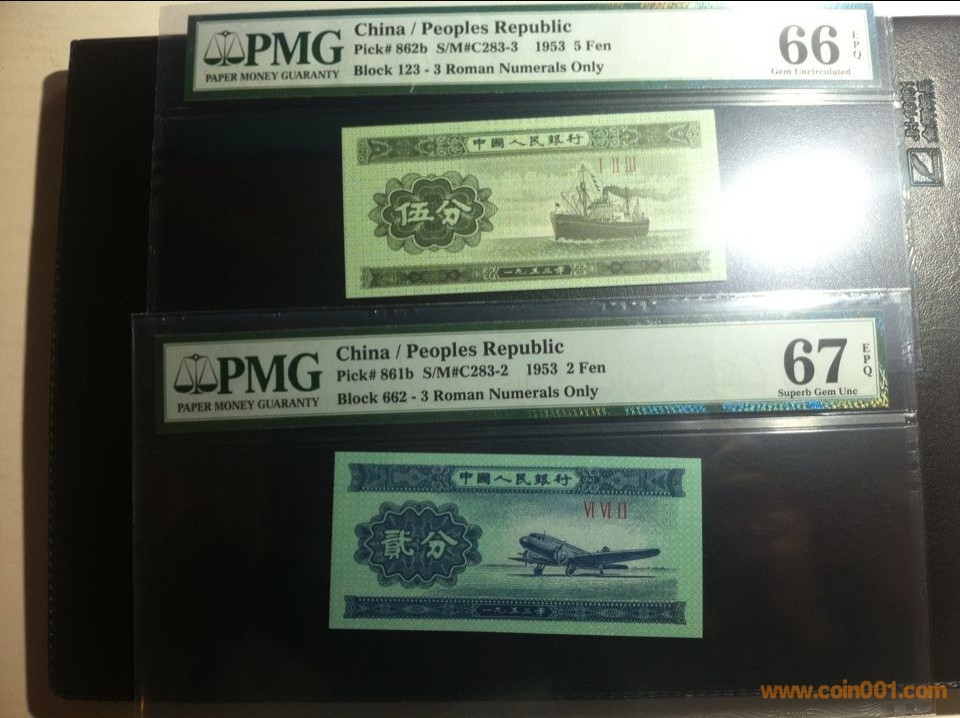 PMG
PAPER MONEY GUARANTY
China / Peoples Republic
Pick# 862b S/M#C283-3 1953 5 Fen
Block 123 - 3 Roman Numerals Only
66
EPQ
Gem Uncirculated
中國人民銀行
I II III
伍分
一九五三年
PMG
PAPER MONEY GUARANTY
China / Peoples Republic
Pick# 861b S/M#C283-2 1953 2 Fen
Block 662 - 3 Roman Numerals Only
67
EPQ
Superb Gem Unc
中國人民銀行
VI VI II
貳分
一九五三年
www.coin001.com